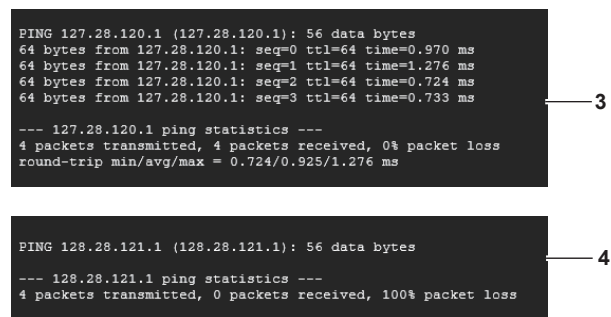 PING 127.28.120.1 (127.28.120.1): 56 data bytes
64 bytes from 127.28.120.1: seq=0 ttl=64 time=0.970 ms
64 bytes from 127.28.120.1: seq=1 ttl=64 time=1.276 ms
64 bytes from 127.28.120.1: seq=2 ttl=64 time=0.724 ms
64 bytes from 127.28.120.1: seq=3 ttl=64 time=0.733 ms
3
--- 127.28.120.1 ping statistics ---
4 packets transmitted, 4 packets received, 0% packet loss
round-trip min/avg/max = 0.724/0.925/1.276 ms
PING 128.28.121.1 (128.28.121.1): 56 data bytes
4
--- 128.28.121.1 ping statistics ---
4 packets transmitted, 0 packets received, 100% packet loss